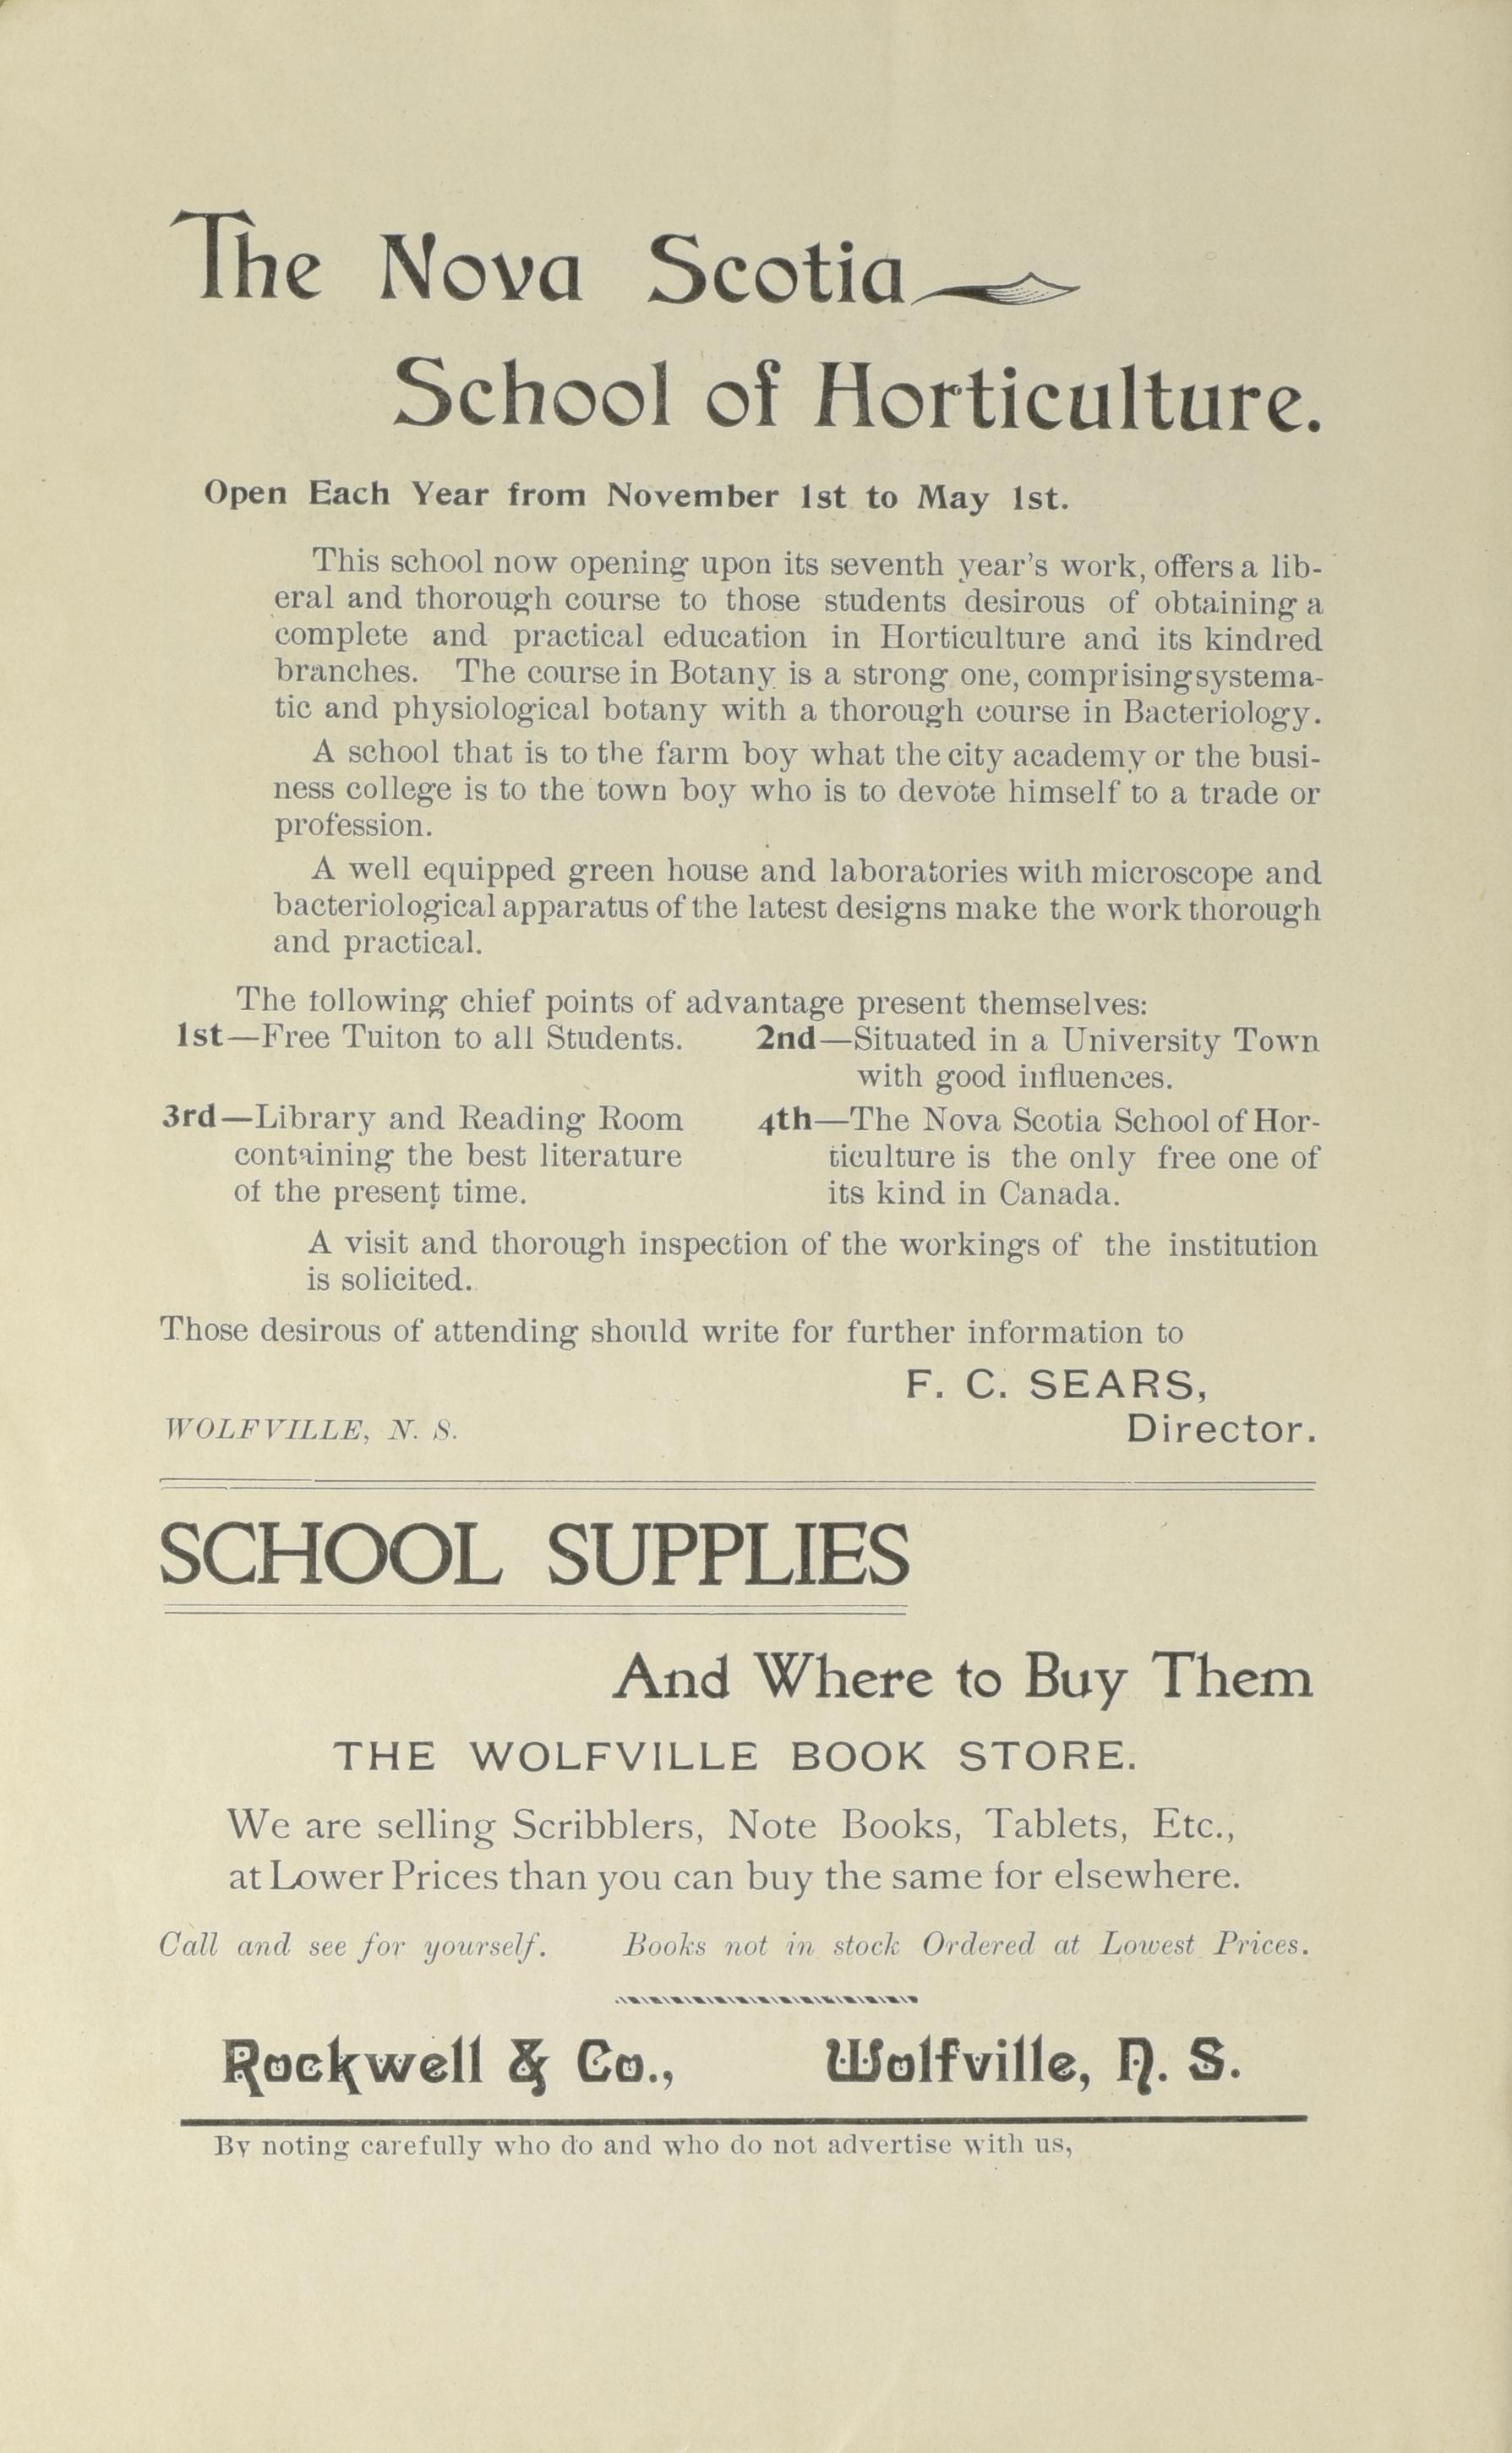 The Nova Scotia
School of Horticulture.
Open Each Year from November 1st to May 1st.
This school now opening upon its seventh year's work, offers a lib-
eral and thorough course to those students desirous of obtaining a
complete and practical education in Horticulture and its kindred
branches. The course in Botany is a strong one, comprising systema-
tic and physiological botany with a thorough course in Bacteriology.
A school that is to the farm boy what the city academy or the busi-
ness college is to the town boy who is to devote himself to a trade or
profession.
A well equipped green house and laboratories with microscope and
bacteriological apparatus of the latest designs make the work thorough
and practical.
The following chief points of advantage present themselves:
1st—Free Tuiton to all Students.
2nd—Situated in a University Town
with good influences.
3rd—Library and Reading Room
containing the best literature
of the present time.
4th—The Nova Scotia School of Hor-
ticulture is the only free one of
its kind in Canada.
A visit and thorough inspection of the workings of the institution
is solicited.
Those desirous of attending should write for further information to
F. C. SEARS,
WOLFVILLE, N. S. Director.
SCHOOL SUPPLIES
And Where to Buy Them
THE WOLFVILLE BOOK STORE.
We are selling Scribblers, Note Books, Tablets, Etc.,
at Lower Prices than you can buy the same for elsewhere.
Call and see for yourself. Books not in stock Ordered at Lowest Prices.
Rockwell & Co., Wolfville, N. S.
By noting carefully who do and who do not advertise with us,